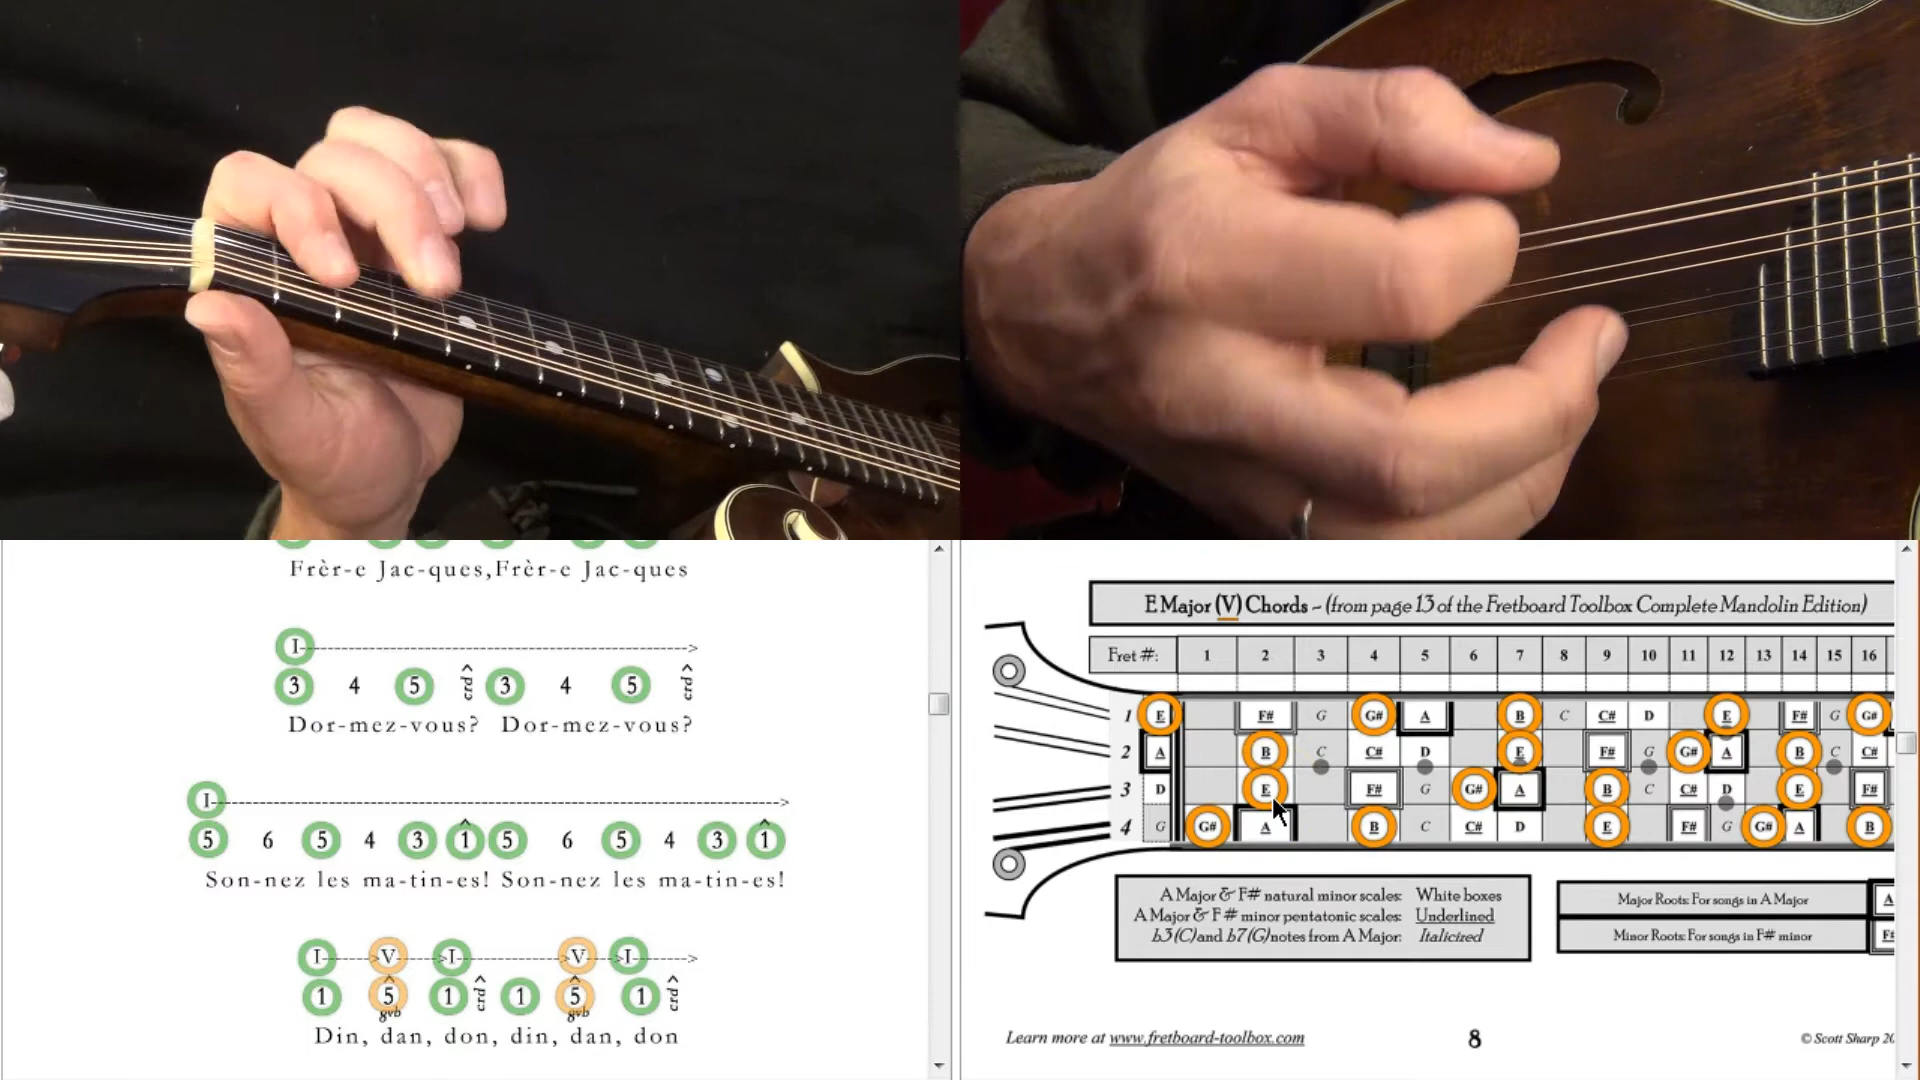 Frèr-e Jac-ques, Frèr-e Jac-ques
I
3 4 5 crd^ 3 5 crd^
4
Dor-mez-vous? Dor-mez-vous?
I
5 6 5 4 3 1 5 6 5 4 3 1
Son-nez les ma-tin-es! Son-nez les ma-tin-es!
I V I V I
1 5 1 crd^ 1 5 1 crd^
8vb 8vb
Din, dan, don, din, dan, don
E Major (V) Chords ~ (from page 13 of the Fretboard Toolbox Complete Mandolin Edition)
Fret #: 1 2 3 4 5 6 7 8 9 10 11 12 13 14 15 16
1 E F# G G# A B C C# D E F# G G#
2 A B C C# D E F# G G# A B C C#
3 D E F# G G# A B C C# D E F#
4 G G# A B C C# D E F# G G# A B
A Major & F# natural minor scales: White boxes
A Major & F# minor pentatonic scales: Underlined
b3 (C) and b7 (G) notes from A Major: Italicized
Major Roots: For songs in A Major A
Minor Roots: For songs in F# minor F#
Learn more at www.fretboard-toolbox.com
8
© Scott Sharp 20